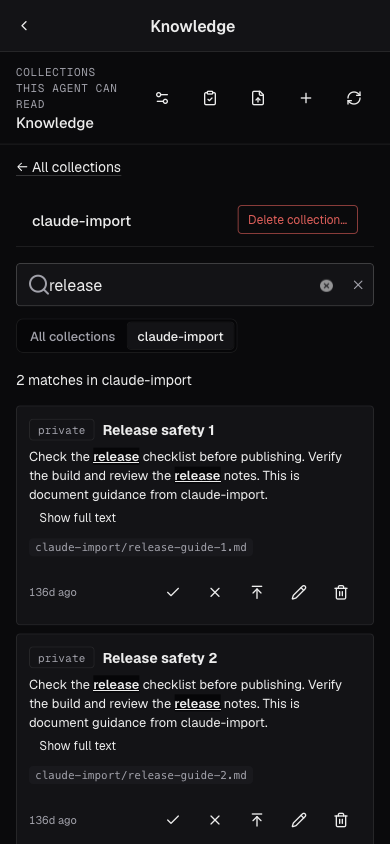 Knowledge
COLLECTIONS
THIS AGENT CAN
READ
Knowledge
← All collections
claude-import
Delete collection…
release
All collections
claude-import
2 matches in claude-import
private
Release safety 1
Check the release checklist before publishing. Verify
the build and review the release notes. This is
document guidance from claude-import.
Show full text
claude-import/release-guide-1.md
136d ago
private
Release safety 2
Check the release checklist before publishing. Verify
the build and review the release notes. This is
document guidance from claude-import.
Show full text
claude-import/release-guide-2.md
136d ago